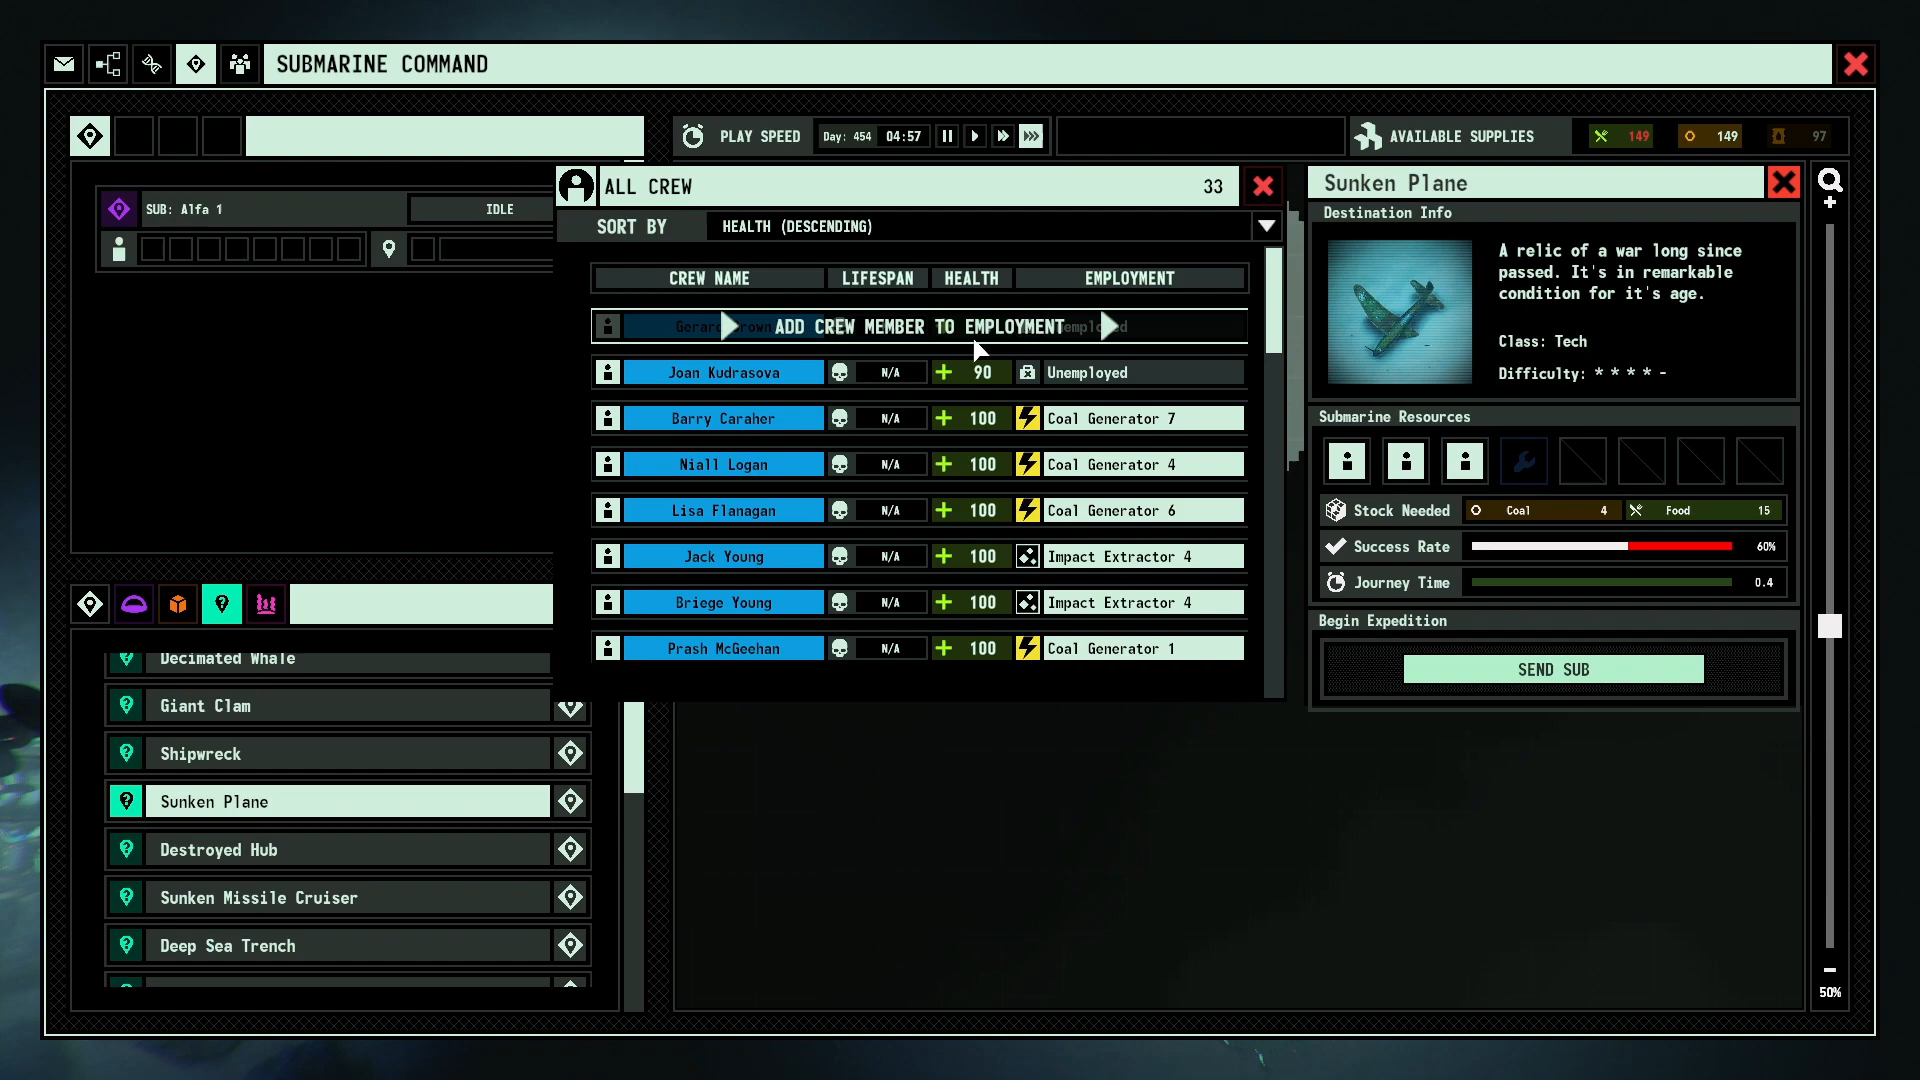 SUBMARINE COMMAND
PLAY SPEED
Day: 454 04:57
AVAILABLE SUPPLIES
149
149
97
SUB: Alfa 1
IDLE
ALL CREW
33
SORT BY
HEALTH (DESCENDING)
CREW NAME
LIFESPAN
HEALTH
EMPLOYMENT
ADD CREW MEMBER TO EMPLOYMENT
Joan Kudrasova N/A 90 Unemployed
Barry Caraher N/A 100 Coal Generator 7
Niall Logan N/A 100 Coal Generator 4
Lisa Flanagan N/A 100 Coal Generator 6
Jack Young N/A 100 Impact Extractor 4
Briege Young N/A 100 Impact Extractor 4
Prash McGeehan N/A 100 Coal Generator 1
Decimated Whale
Giant Clam
Shipwreck
Sunken Plane
Destroyed Hub
Sunken Missile Cruiser
Deep Sea Trench
Sunken Plane
Destination Info
A relic of a war long since
passed. It's in remarkable
condition for it's age.
Class: Tech
Difficulty: * * * * -
Submarine Resources
Stock Needed
Coal 4
Food 15
Success Rate
60%
Journey Time
0.4
Begin Expedition
SEND SUB
50%